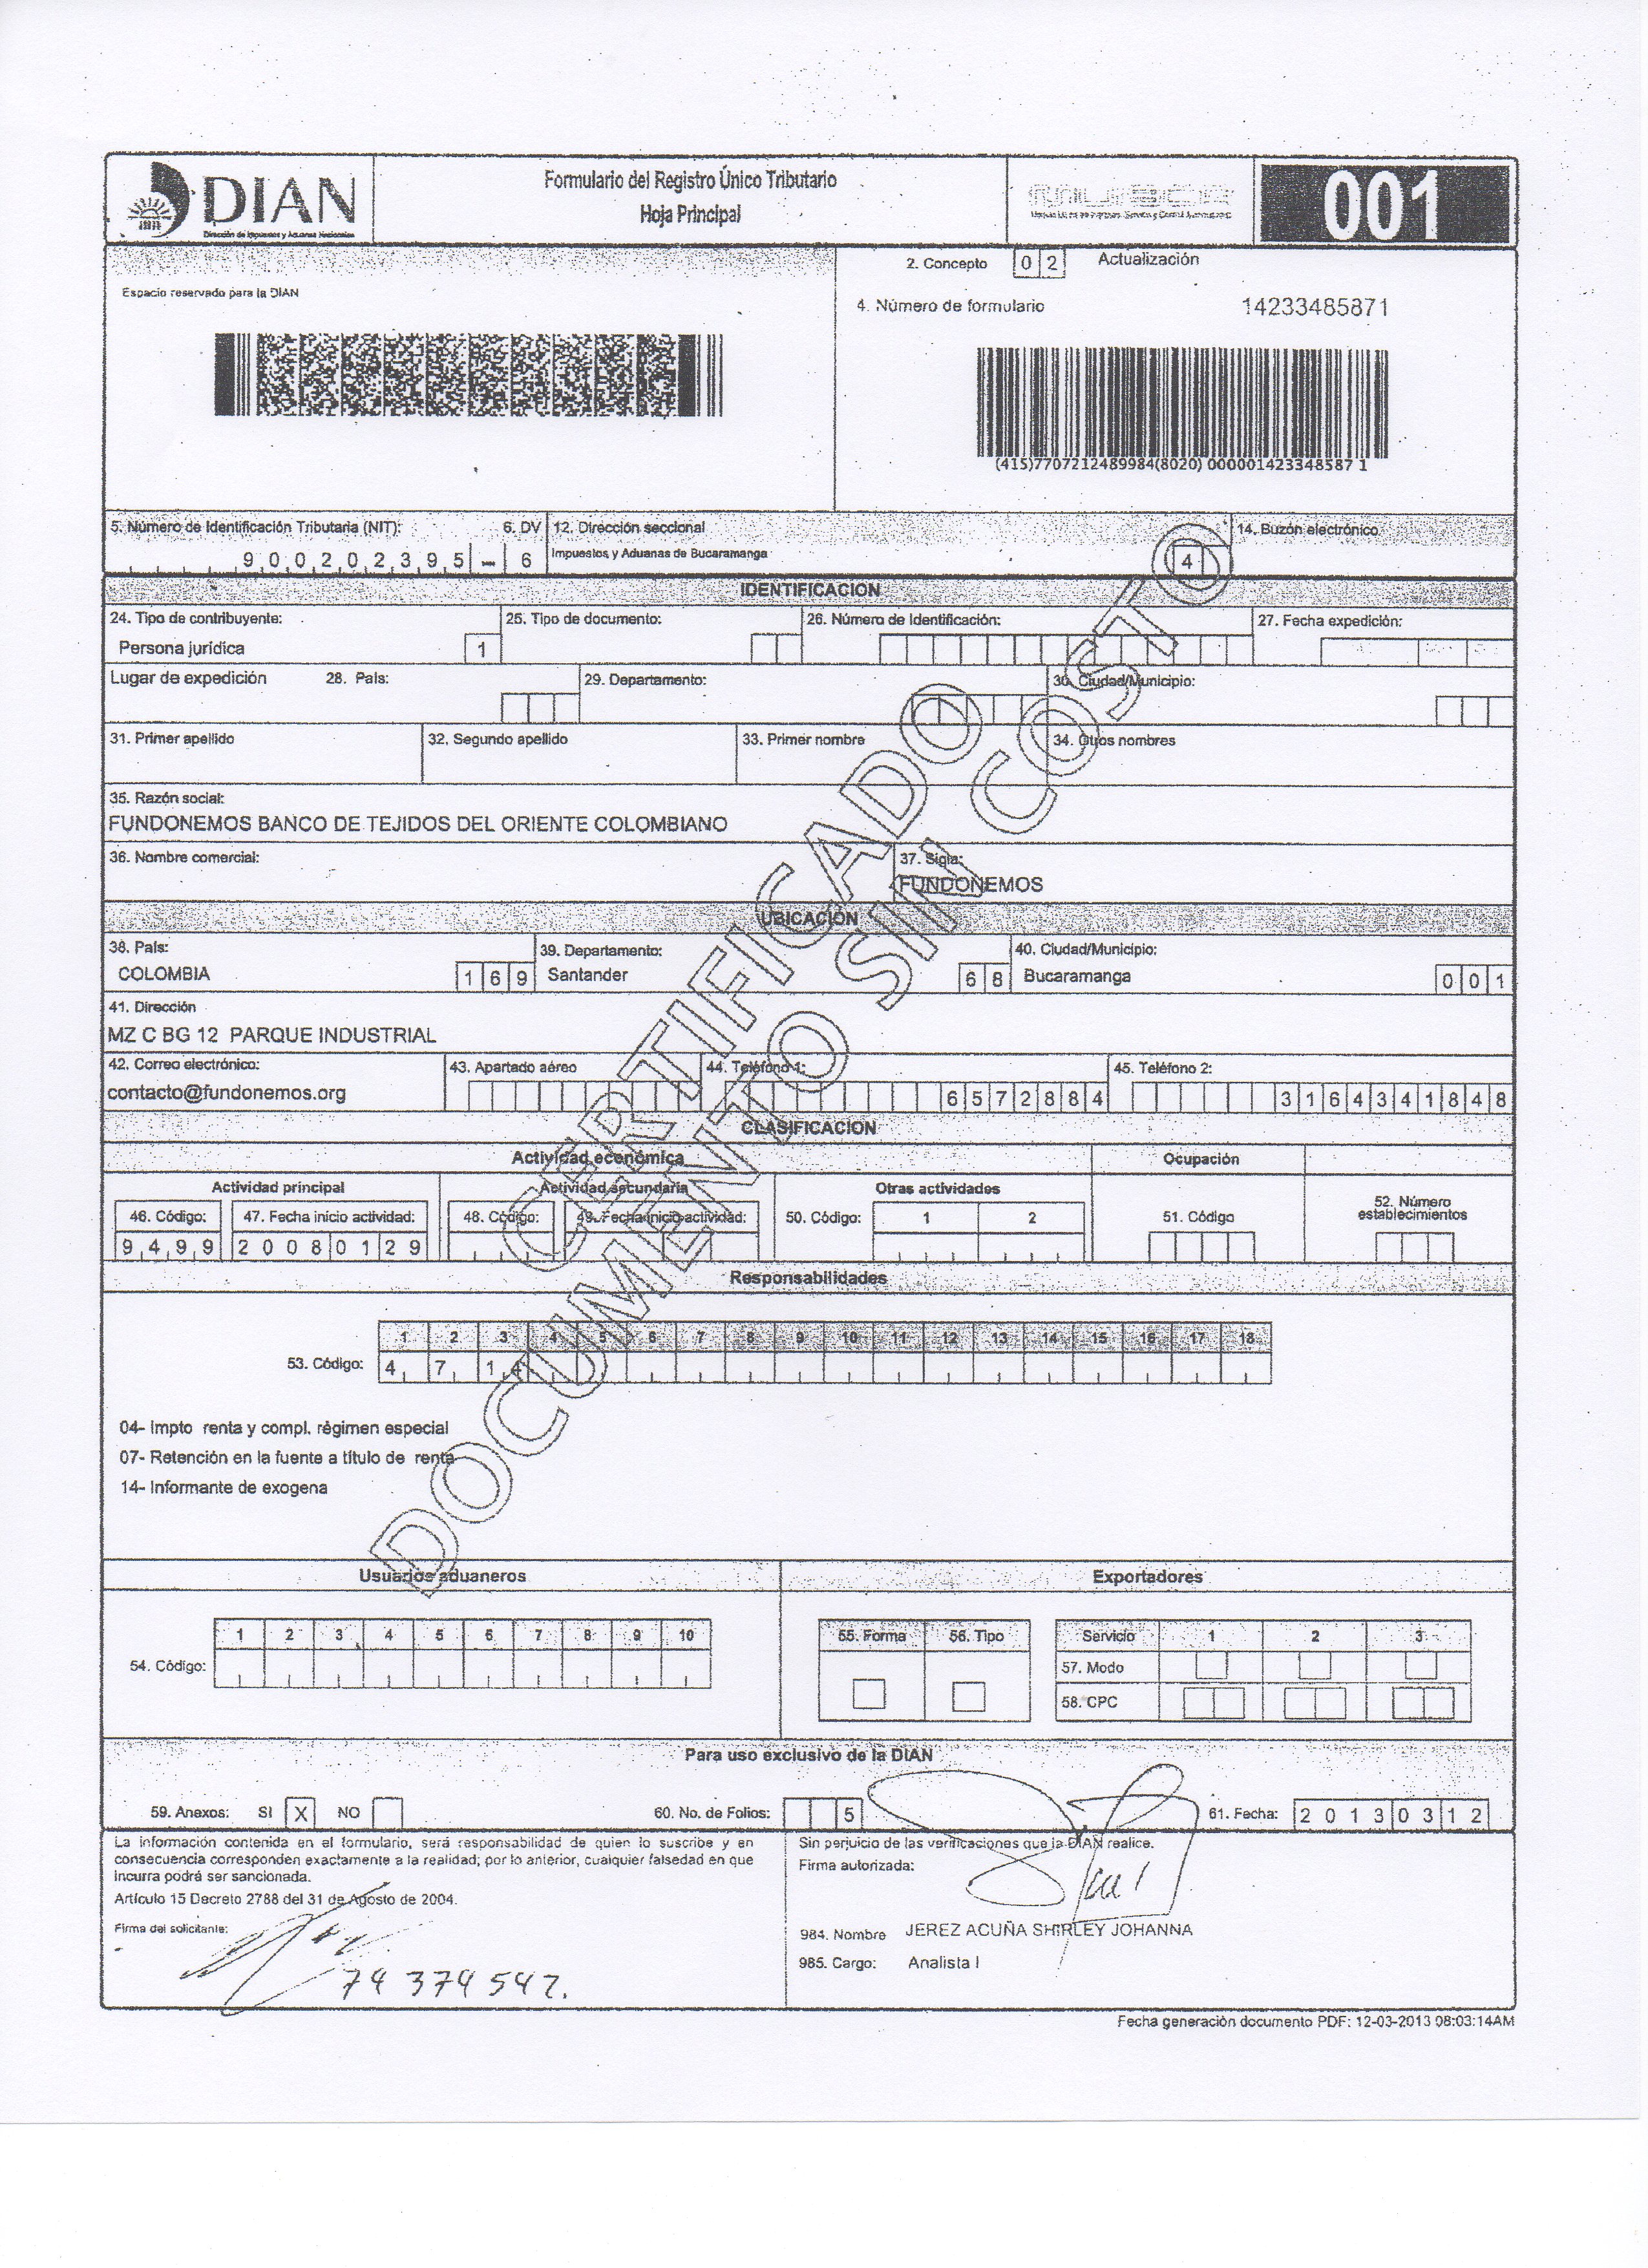 DIAN
Dirección de Impuestos y Aduanas Nacionales
Formulario del Registro Único Tributario
Hoja Principal
001
2. Concepto 0 2 Actualización
Espacio reservado para la DIAN
4. Número de formulario 14233485871
(415)7707212489984(8020) 000001423348587 1
5. Número de Identificación Tributaria (NIT): 6. DV 12. Dirección seccional 14. Buzón electrónico
9 0 0 2 0 2 3 9 5 - 6 Impuestos y Aduanas de Bucaramanga 4
IDENTIFICACION
24. Tipo de contribuyente: 25. Tipo de documento: 26. Número de Identificación: 27. Fecha expedición:
Persona jurídica 1
Lugar de expedición 28. País: 29. Departamento: 30. Ciudad/Municipio:
31. Primer apellido 32. Segundo apellido 33. Primer nombre 34. Otros nombres
35. Razón social:
FUNDONEMOS BANCO DE TEJIDOS DEL ORIENTE COLOMBIANO
36. Nombre comercial: 37. Sigla:
FUNDONEMOS
UBICACION
38. País: 39. Departamento: 40. Ciudad/Municipio:
COLOMBIA 1 6 9 Santander 6 8 Bucaramanga 0 0 1
41. Dirección
MZ C BG 12 PARQUE INDUSTRIAL
42. Correo electrónico: 43. Apartado aéreo 44. Teléfono 1: 45. Teléfono 2:
contacto@fundonemos.org 6 5 7 2 8 8 4 3 1 6 4 3 4 1 8 4 8
CLASIFICACION
Actividad económica Ocupación
Actividad principal Actividad secundaria Otras actividades 52. Número establecimientos
46. Código: 47. Fecha inicio actividad: 48. Código: 49. Fecha inicio actividad: 50. Código: 1 2 51. Código
9 4 9 9 2 0 0 8 0 1 2 9
Responsabilidades
1 2 3 4 5 6 7 8 9 10 11 12 13 14 15 16 17 18
53. Código: 4 7 1 4
04- Impto renta y compl. régimen especial
07- Retención en la fuente a título de renta
14- Informante de exogena
CERTIFICADO
DOCUMENTO SIN COSTO
Usuarios aduaneros Exportadores
1 2 3 4 5 6 7 8 9 10 55. Forma 56. Tipo Servicio 1 2 3
54. Código: 57. Modo
58. CPC
Para uso exclusivo de la DIAN
59. Anexos: SI X NO 60. No. de Folios: 5 61. Fecha: 2 0 1 3 0 3 1 2
La información contenida en el formulario, será responsabilidad de quien lo suscribe y en
consecuencia corresponden exactamente a la realidad; por lo anterior, cualquier falsedad en que
incurra podrá ser sancionada.
Artículo 15 Decreto 2788 del 31 de Agosto de 2004.
Firma del solicitante:
74 374 547.
Sin perjuicio de las verificaciones que la DIAN realice.
Firma autorizada:
984. Nombre JEREZ ACUÑA SHIRLEY JOHANNA
985. Cargo: Analista I
Fecha generación documento PDF: 12-03-2013 08:03:14AM